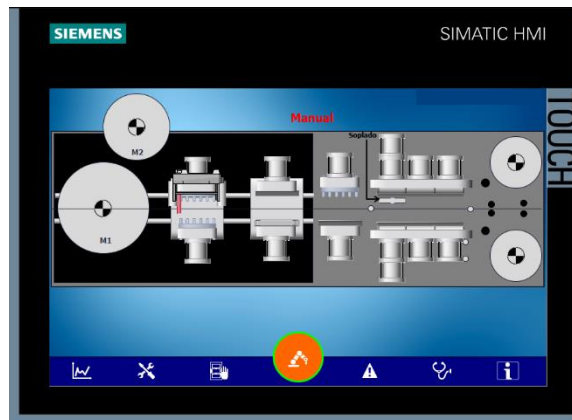 SIEMENS
SIMATIC HMI
TOUCH
Manual
Soplado
M2
M1